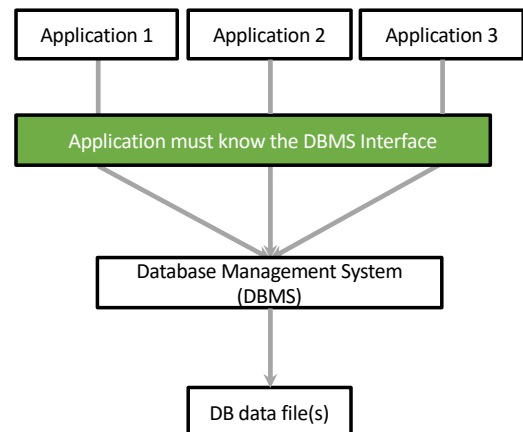 Application 1
Application 2
Application 3
Application must know the DBMS Interface
Database Management System
(DBMS)
DB data file(s)